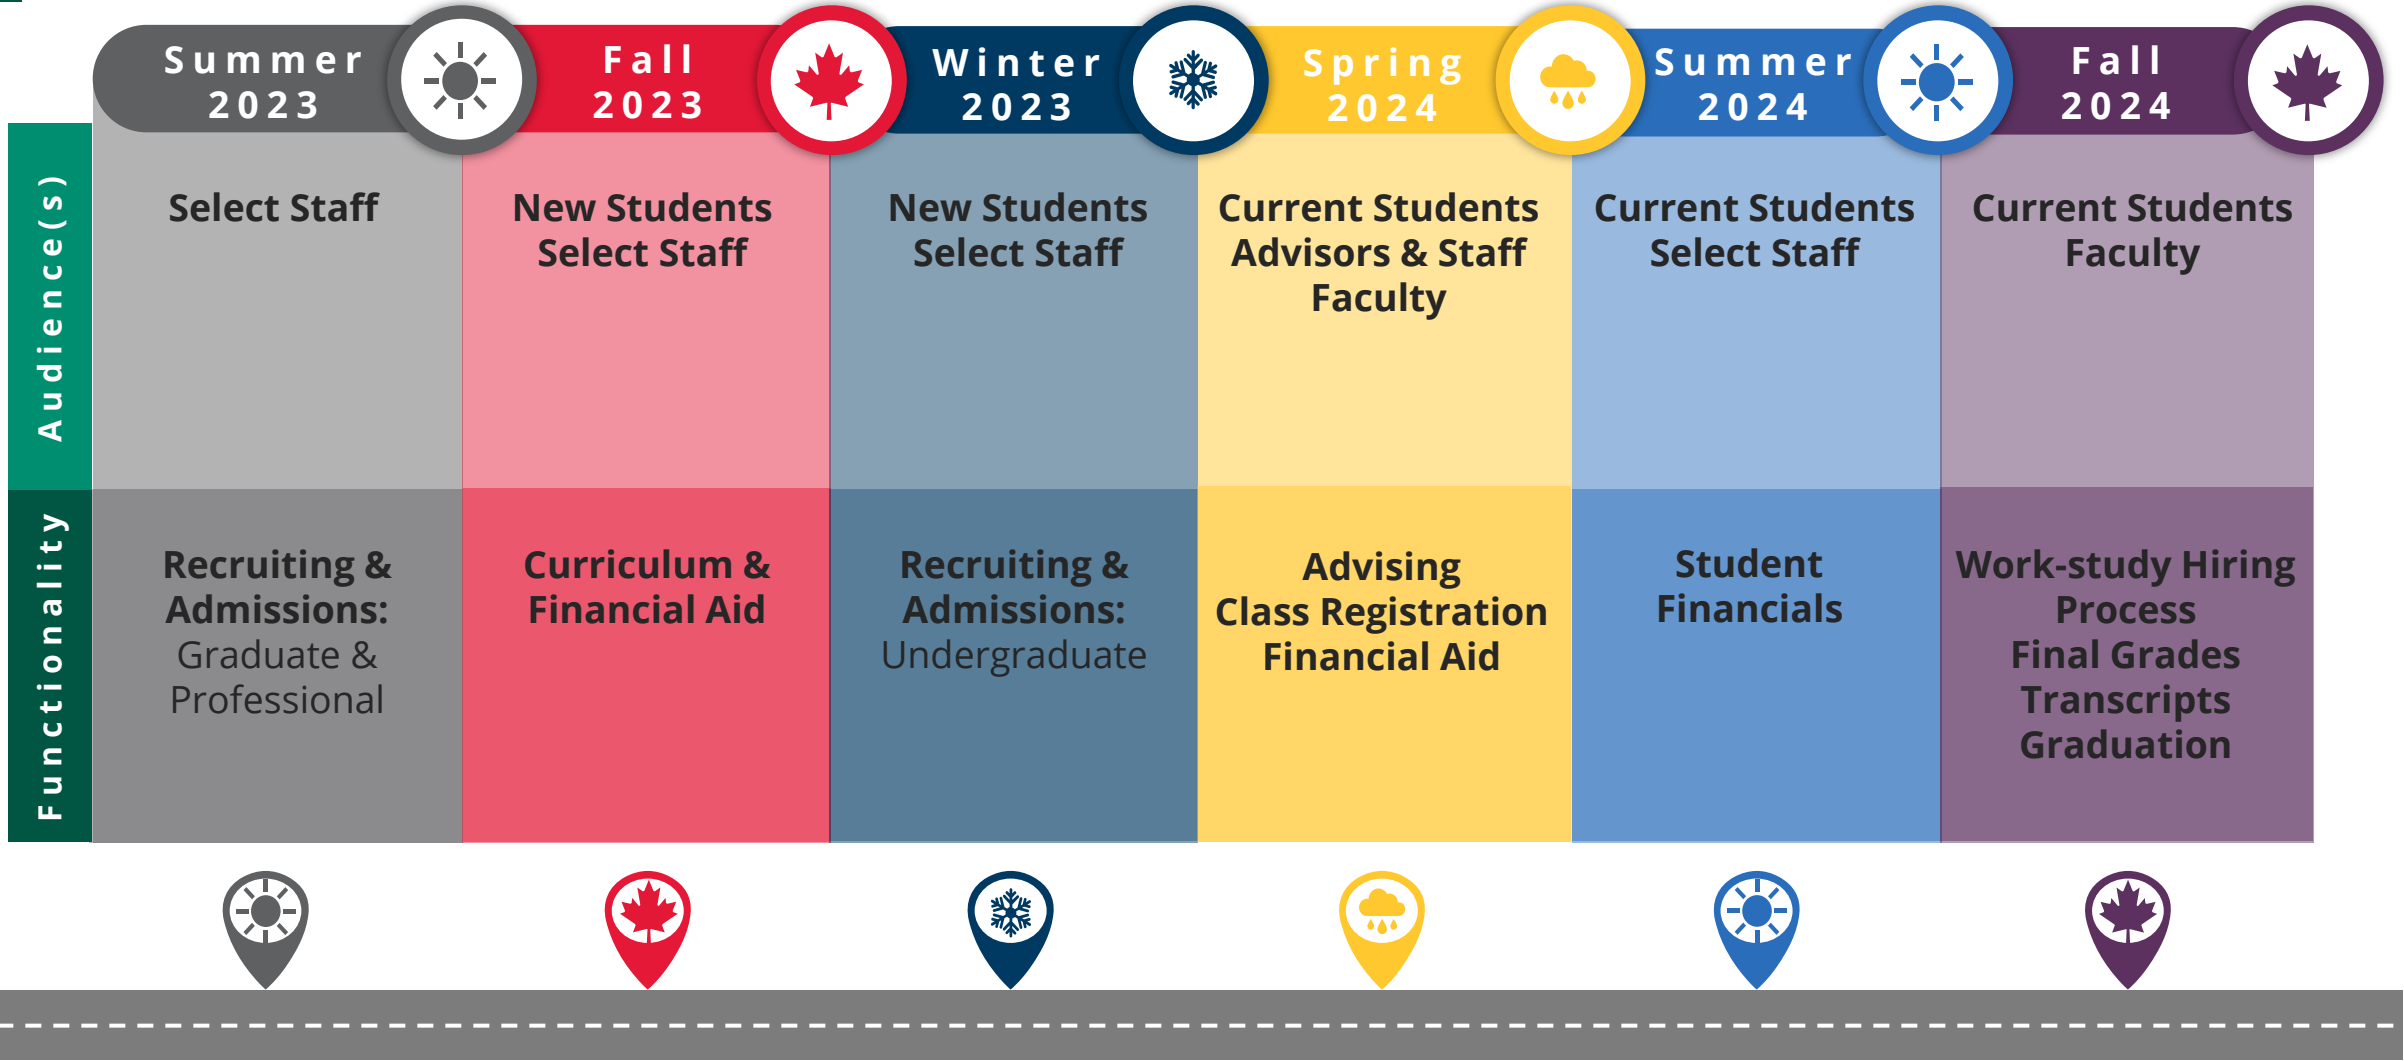 Summer
2023
Fall
2023
Winter
2023
Spring
2024
Summer
2024
Fall
2024
Audience(s)
Select Staff
New Students
Select Staff
New Students
Select Staff
Current Students
Advisors & Staff
Faculty
Current Students
Select Staff
Current Students
Faculty
Functionality
Recruiting &
Admissions:
Graduate &
Professional
Curriculum &
Financial Aid
Recruiting &
Admissions:
Undergraduate
Advising
Class Registration
Financial Aid
Student
Financials
Work-study Hiring
Process
Final Grades
Transcripts
Graduation